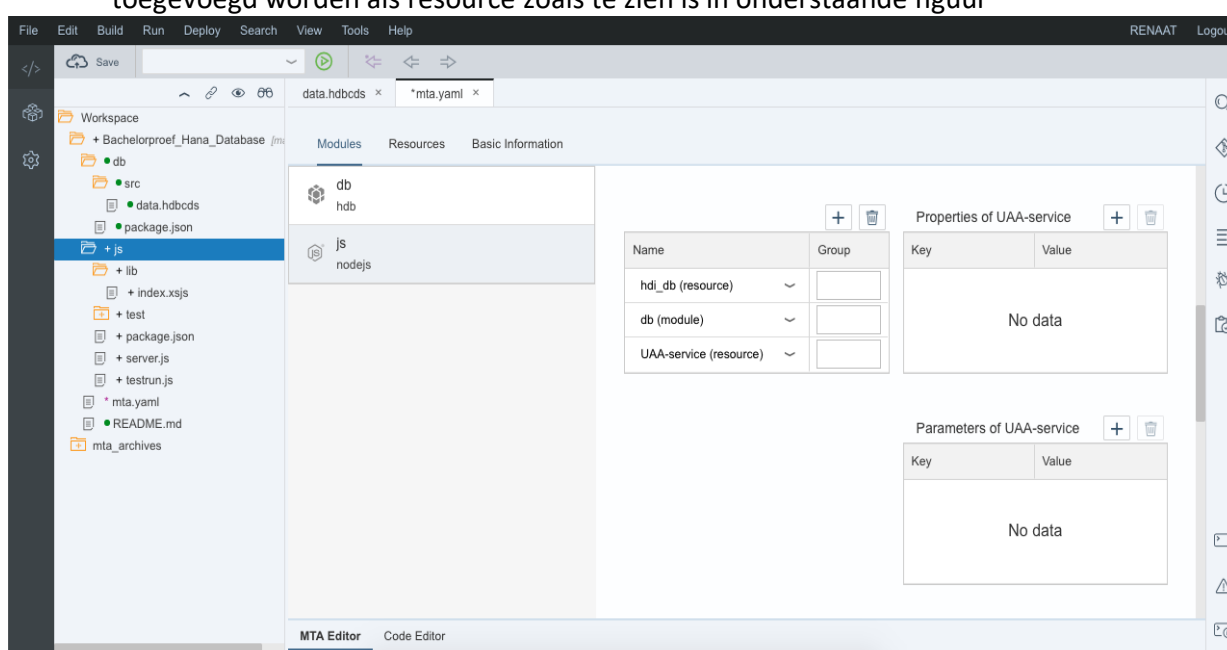 toegevoegd worden als resource zoals te zien is in onderstaande figuur
File Edit Build Run Deploy Search View Tools Help RENAAT Logou
</> Save
data.hdbcds × *mta.yaml ×
Workspace
+ Bachelorproef_Hana_Database
Modules Resources Basic Information
db
src
data.hdbcds
package.json
+ js
+ lib
+ index.xsjs
+ test
+ package.json
+ server.js
+ testrun.js
* mta.yaml
README.md
mta_archives
db
hdb
js
nodejs
Name Group
hdi_db (resource)
db (module)
UAA-service (resource)
Properties of UAA-service
Key Value
No data
Parameters of UAA-service
Key Value
No data
MTA Editor Code Editor